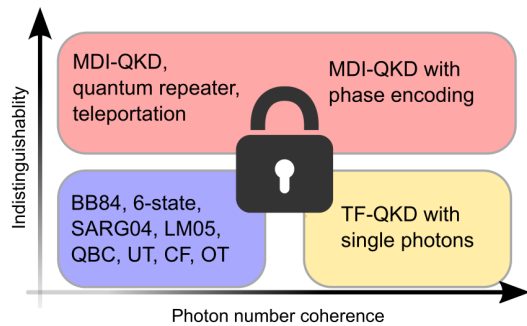 Indistinguishablity
MDI-QKD,
quantum repeater,
teleportation
MDI-QKD with
phase encoding
BB84, 6-state,
SARG04, LM05,
QBC, UT, CF, OT
TF-QKD with
single photons
Photon number coherence